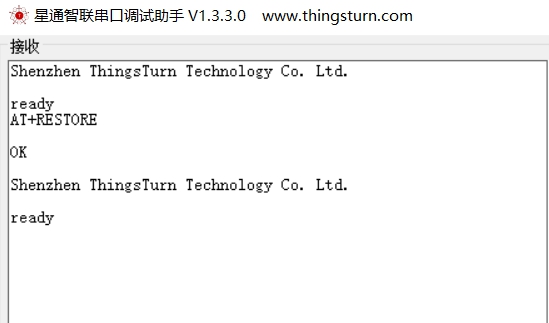 星通智联串口调试助手 V1.3.3.0 www.thingsturn.com
接收
Shenzhen ThingsTurn Technology Co. Ltd.
ready
AT+RESTORE
OK
Shenzhen ThingsTurn Technology Co. Ltd.
ready